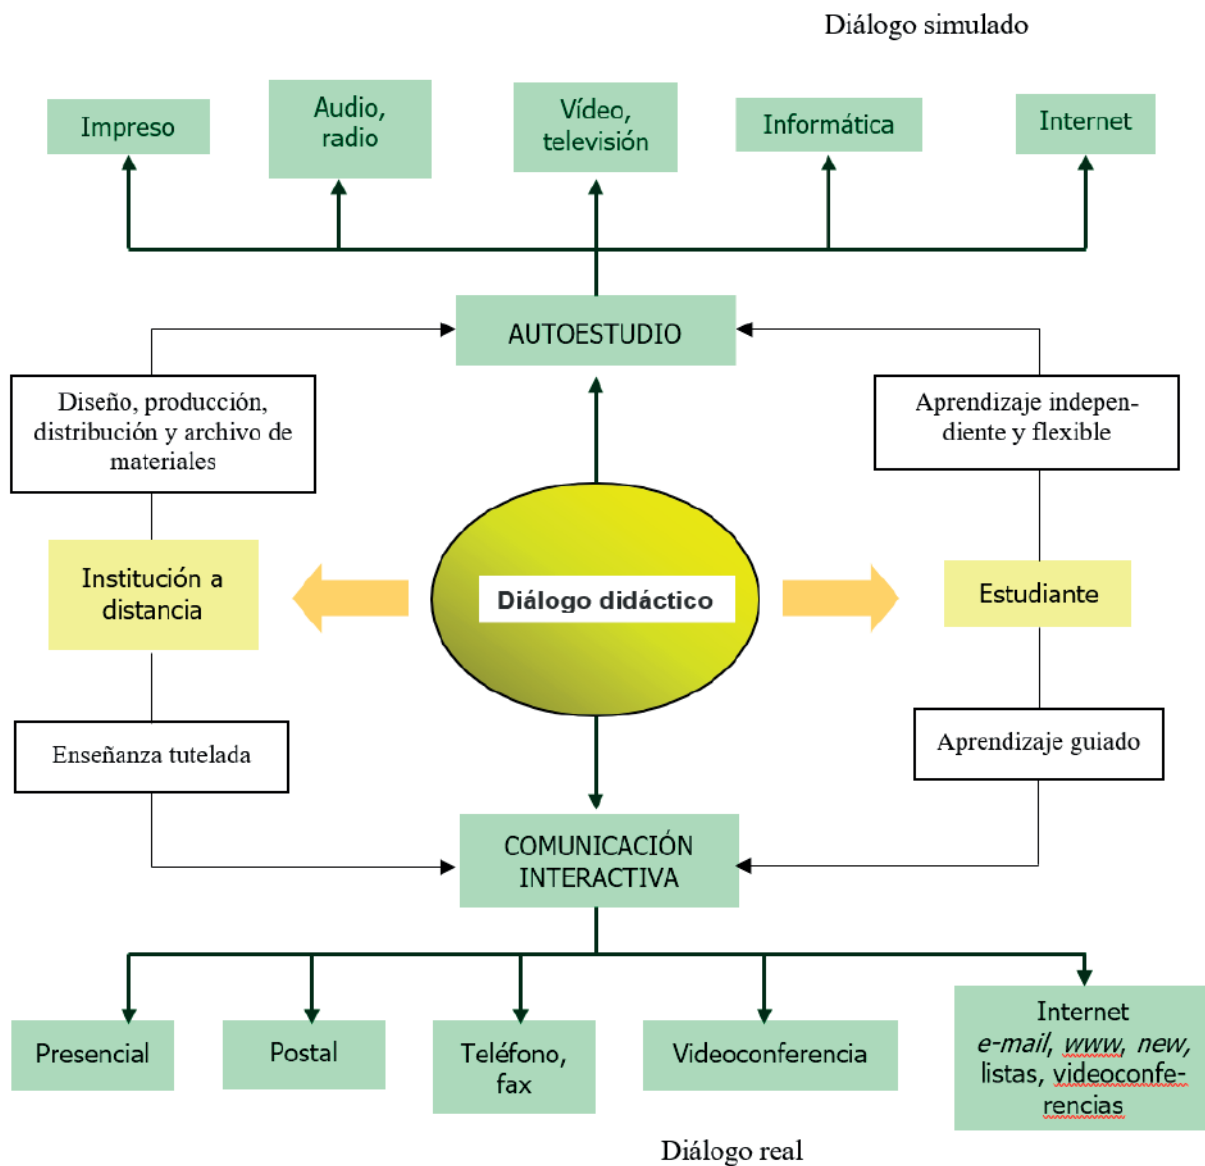 Diálogo simulado
Impreso
Audio,
radio
Vídeo,
televisión
Informática
Internet
AUTOESTUDIO
Diseño, producción,
distribución y archivo de
materiales
Aprendizaje indepen-
diente y flexible
Institución a
distancia
Diálogo didáctico
Estudiante
Enseñanza tutelada
Aprendizaje guiado
COMUNICACIÓN
INTERACTIVA
Presencial
Postal
Teléfono,
fax
Videoconferencia
Internet
e-mail, www, new,
listas, videoconfe-
rencias
Diálogo real